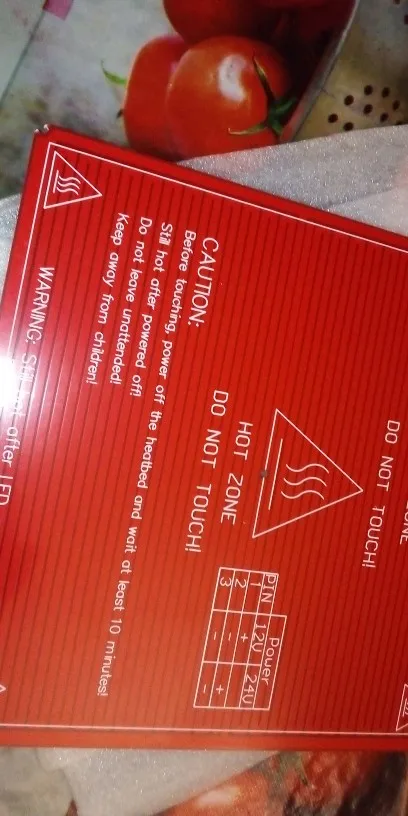 ZONE
DO NOT TOUCH!
HOT ZONE
DO NOT TOUCH!
PIN Power
12V 24V
1 +
2 - +
3 - -
CAUTION:
Before touching, power off the heatbed and wait at least 10 minutes!
Still hot after powered off!
Do not leave unattended!
Keep away from children!
WARNING: Still hot after LED